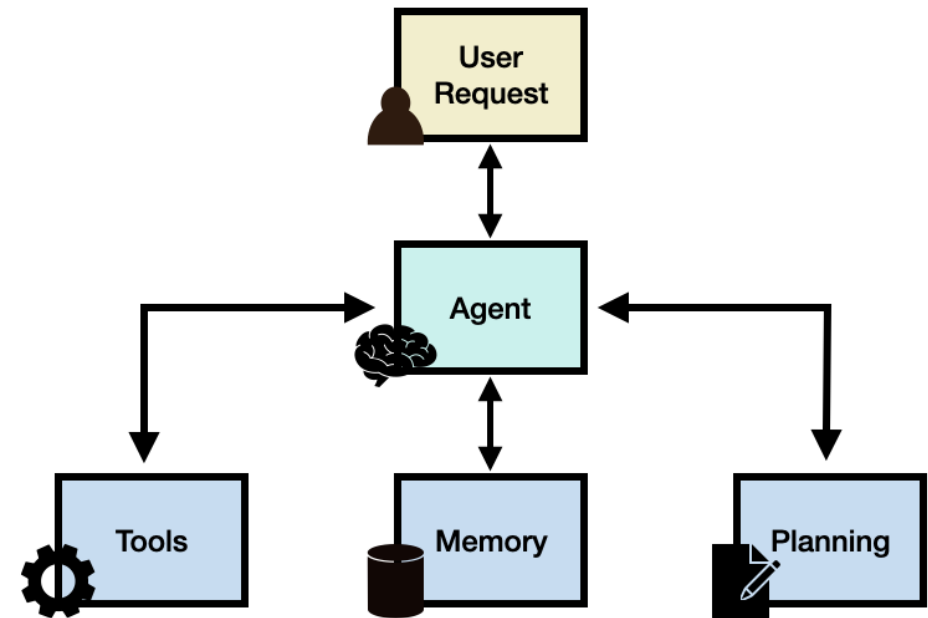 User
Request
Agent
Tools
Memory
Planning